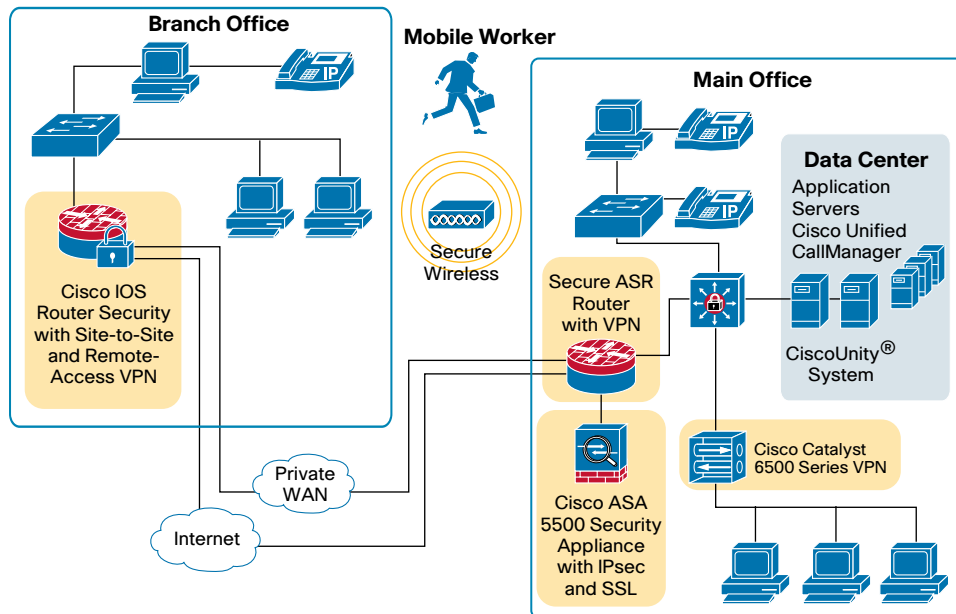 Branch Office
IP
Cisco IOS
Router Security
with Site-to-Site
and Remote-
Access VPN
Mobile Worker
Secure
Wireless
Private
WAN
Internet
Main Office
IP
IP
Data Center
Application
Servers
Cisco Unified
CallManager
CiscoUnity®
System
Secure ASR
Router
with VPN
Cisco ASA
5500 Security
Appliance
with IPsec
and SSL
Cisco Catalyst
6500 Series VPN